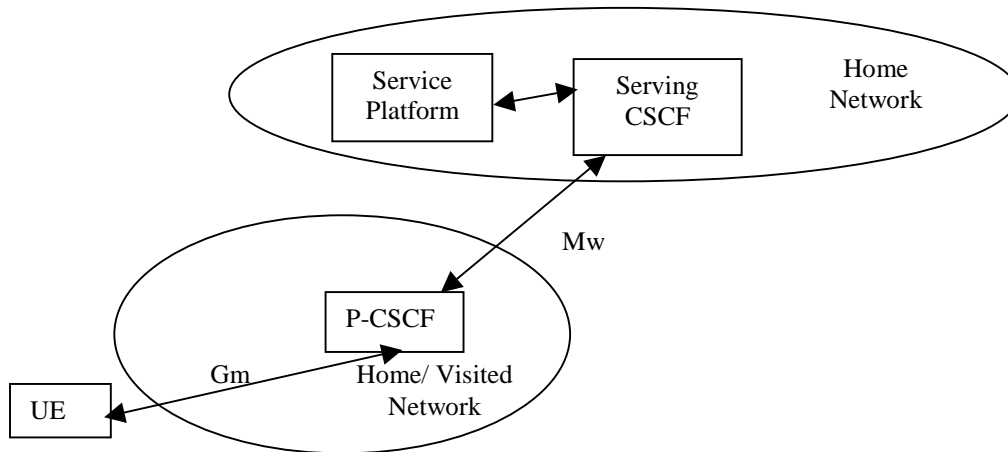 Service
Platform
Serving
CSCF
Home
Network
Mw
P-CSCF
Gm
Home/ Visited
Network
UE